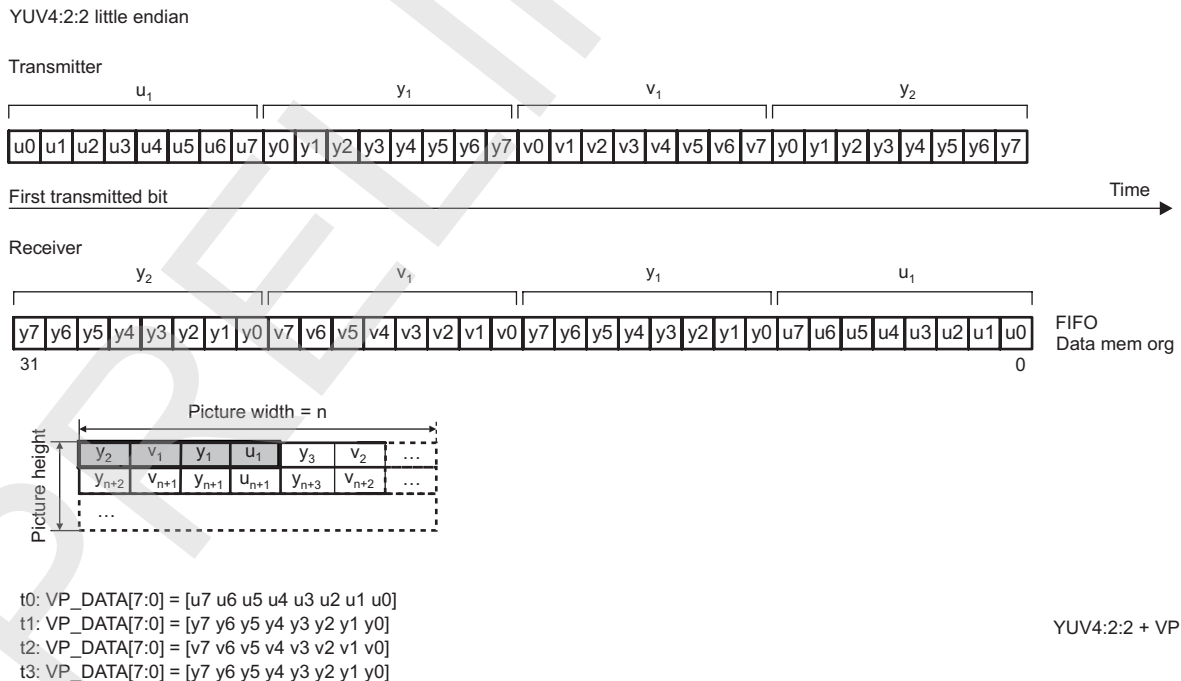 YUV4:2:2 little endian
Transmitter
u1 y1 v1 y2
u0 u1 u2 u3 u4 u5 u6 u7 y0 y1 y2 y3 y4 y5 y6 y7 v0 v1 v2 v3 v4 v5 v6 v7 y0 y1 y2 y3 y4 y5 y6 y7
First transmitted bit Time
Receiver
y2 v1 y1 u1
y7 y6 y5 y4 y3 y2 y1 y0 v7 v6 v5 v4 v3 v2 v1 v0 y7 y6 y5 y4 y3 y2 y1 y0 u7 u6 u5 u4 u3 u2 u1 u0
FIFO
Data mem org
31 0
Picture width = n
Picture height
y2 v1 y1 u1 y3 v2 ...
yn+2 vn+1 yn+1 un+1 yn+3 vn+2 ...
...
t0: VP_DATA[7:0] = [u7 u6 u5 u4 u3 u2 u1 u0]
t1: VP_DATA[7:0] = [y7 y6 y5 y4 y3 y2 y1 y0]
t2: VP_DATA[7:0] = [v7 v6 v5 v4 v3 v2 v1 v0]
t3: VP_DATA[7:0] = [y7 y6 y5 y4 y3 y2 y1 y0]
YUV4:2:2 + VP
PRELI